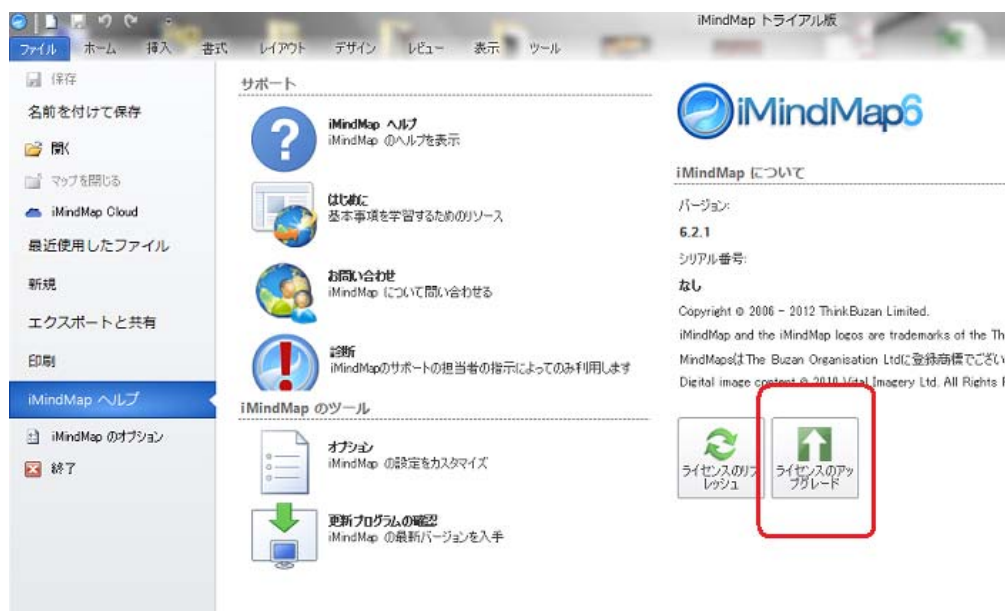 iMindMap トライアル版
ファイル ホーム 挿入 書式 レイアウト デザイン レビュー 表示 ツール
保存
名前を付けて保存
開く
マップを閉じる
iMindMap Cloud
最近使用したファイル
新規
エクスポートと共有
印刷
iMindMap ヘルプ
iMindMap のオプション
終了
サポート
iMindMap ヘルプ
iMindMap のヘルプを表示
はじめに
基本事項を学習するためのリソース
お問い合わせ
iMindMap について問い合わせる
診断
iMindMapのサポートの担当者の指示によってのみ利用します
iMindMap のツール
オプション
iMindMap の設定をカスタマイズ
更新プログラムの確認
iMindMap の最新バージョンを入手
iMindMap6
iMindMap について
バージョン:
6.2.1
シリアル番号:
なし
Copyright © 2006 - 2012 ThinkBuzan Limited.
iMindMap and the iMindMap logos are trademarks of the Th
MindMapsはThe Buzan Organisation Ltdに登録商標でござい
Digital image content © 2010 Vital Imagery Ltd. All Rights
ライセンスのリフ
レッシュ
ライセンスのアッ
プグレード